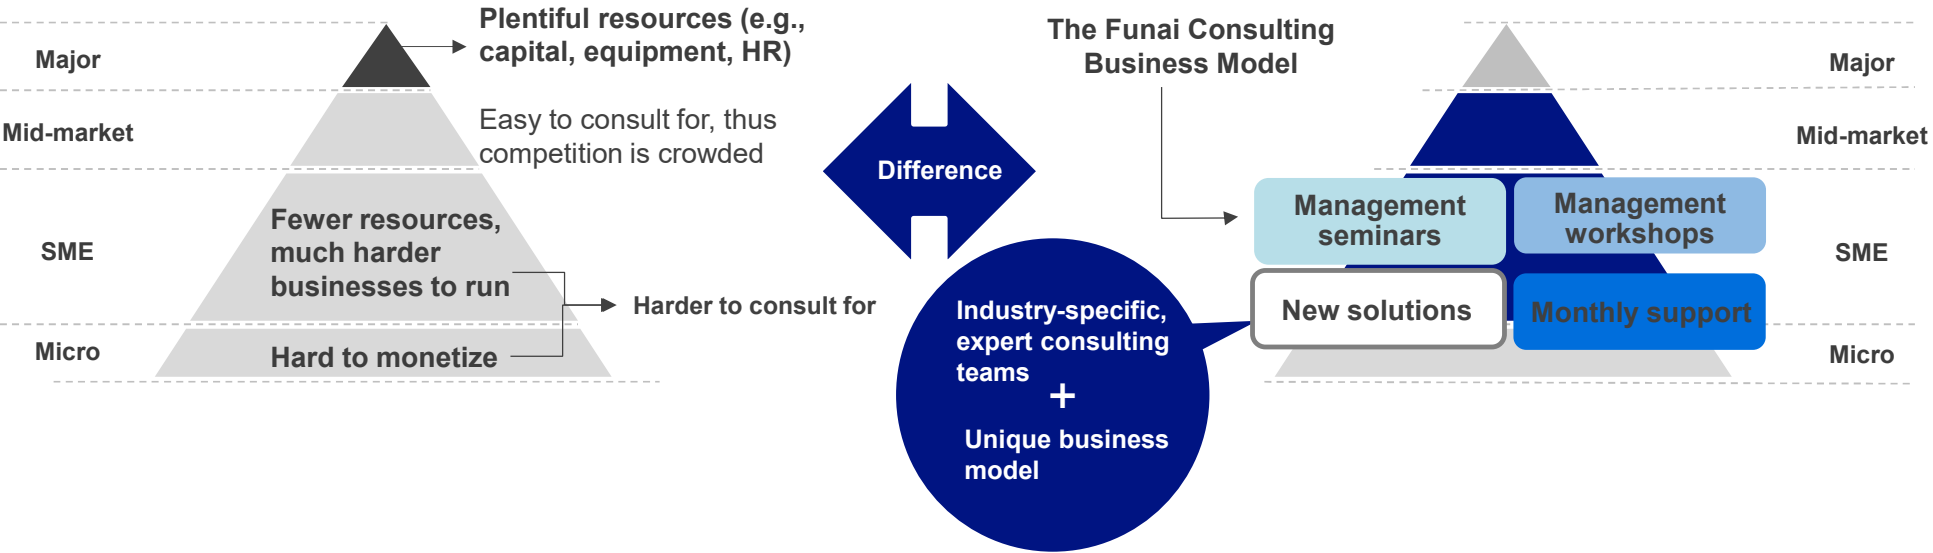 Major
Mid-market
SME
Micro
Plentiful resources (e.g.,
capital, equipment, HR)
Easy to consult for, thus
competition is crowded
Fewer resources,
much harder
businesses to run
Hard to monetize
Harder to consult for
Difference
Industry-specific,
expert consulting
teams
+
Unique business
model
The Funai Consulting
Business Model
Management
seminars
Management
workshops
New solutions
Monthly support
Major
Mid-market
SME
Micro